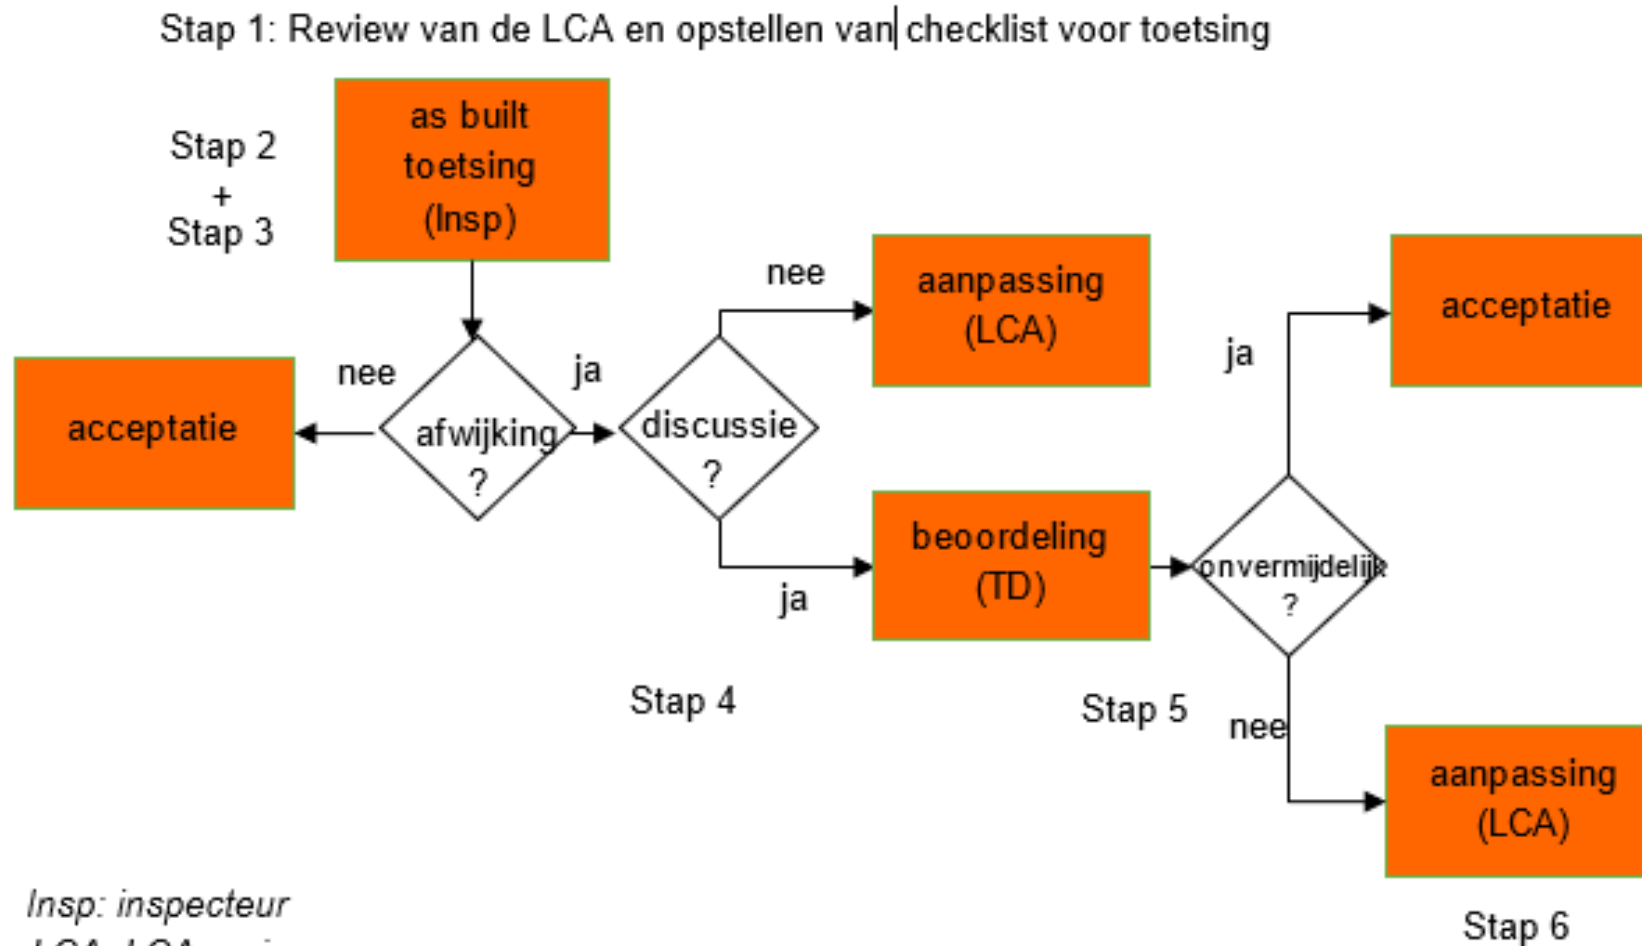 Stap 1: Review van de LCA en opstellen van checklist voor toetsing
as built
toetsing
(Insp)
Stap 2
+
Stap 3
nee
aanpassing
(LCA)
acceptatie
ja
nee
ja
acceptatie
afwijking
?
discussie
?
beoordeling
(TD)
onvermijdelijk
?
ja
Stap 4
Stap 5
nee
aanpassing
(LCA)
Insp: inspecteur
Stap 6